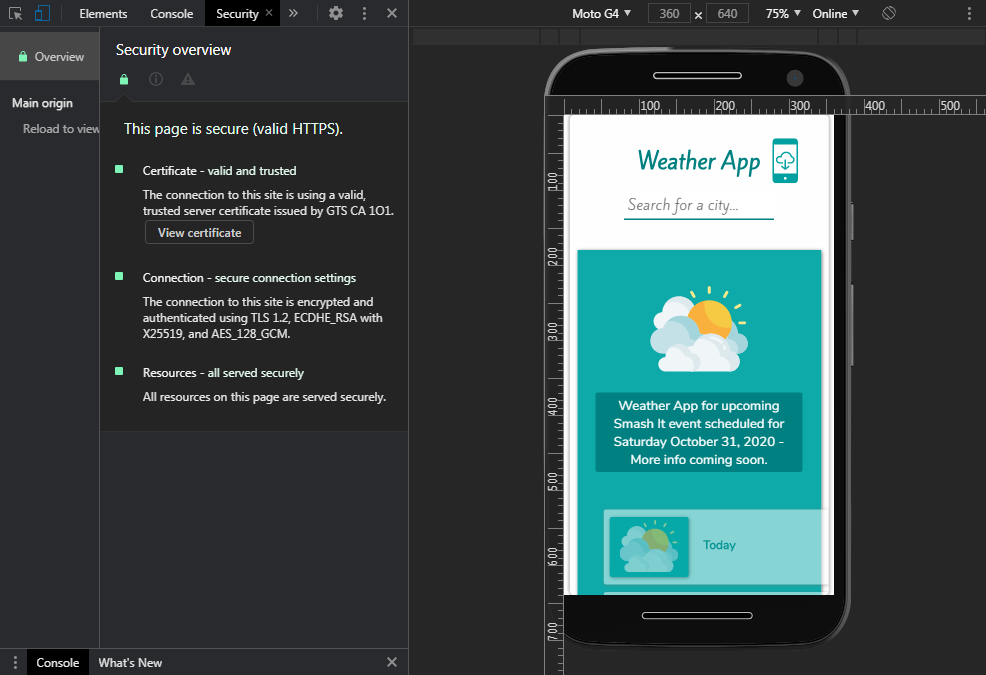 Elements Console Security × »
Moto G4 ▼ 360 × 640 75% ▼ Online ▼
Overview
Main origin
Reload to view
Security overview
This page is secure (valid HTTPS).
Certificate - valid and trusted
The connection to this site is using a valid,
trusted server certificate issued by GTS CA 1O1.
View certificate
Connection - secure connection settings
The connection to this site is encrypted and
authenticated using TLS 1.2, ECDHE_RSA with
X25519, and AES_128_GCM.
Resources - all served securely
All resources on this page are served securely.
Console What's New
100 200 300 400 500
100
200
300
400
500
600
700
Weather App
Search for a city...
Weather App for upcoming
Smash It event scheduled for
Saturday October 31, 2020 -
More info coming soon.
Today